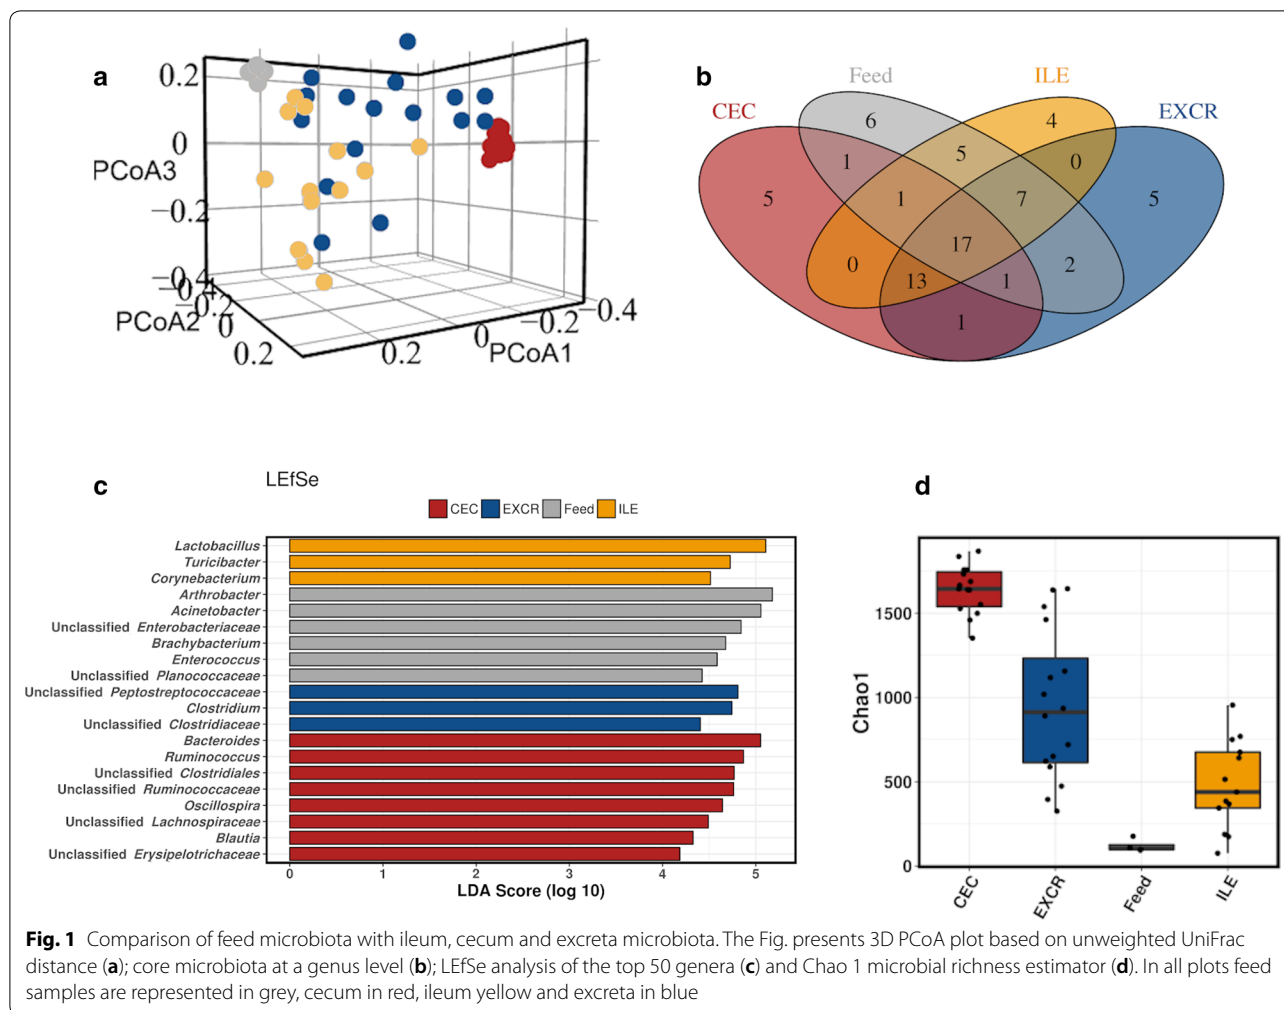 a
0.2
0
PCoA3
−0.2
−0.4
−0.2
PCoA2
0
0.2
0.2
0
PCoA1
−0.2
−0.4
b
Feed
ILE
CEC
EXCR
6
4
1
5
0
5
1
7
5
17
0
13
1
2
1
c
LEfSe
CEC EXCR Feed ILE
Lactobacillus
Turicibacter
Corynebacterium
Arthrobacter
Acinetobacter
Unclassified Enterobacteriaceae
Brachybacterium
Enterococcus
Unclassified Planococcaceae
Unclassified Peptostreptococcaceae
Clostridium
Unclassified Clostridiaceae
Bacteroides
Ruminococcus
Unclassified Clostridiales
Unclassified Ruminococcaceae
Oscillospira
Unclassified Lachnospiraceae
Blautia
Unclassified Erysipelotrichaceae
0 1 2 3 4 5
LDA Score (log 10)
d
Chao1
1500
1000
500
0
CEC EXCR Feed ILE
Fig. 1 Comparison of feed microbiota with ileum, cecum and excreta microbiota. The Fig. presents 3D PCoA plot based on unweighted UniFrac
distance (a); core microbiota at a genus level (b); LEfSe analysis of the top 50 genera (c) and Chao 1 microbial richness estimator (d). In all plots feed
samples are represented in grey, cecum in red, ileum yellow and excreta in blue